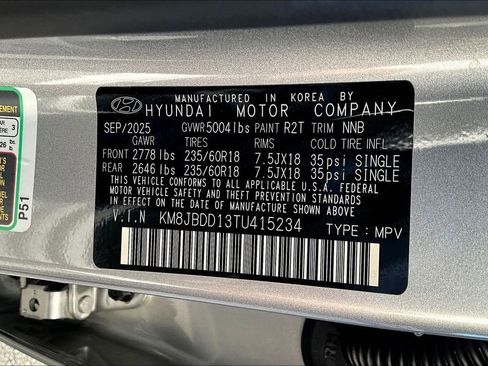 MANUFACTURED IN KOREA BY
HYUNDAI MOTOR COMPANY
SEP/2025 GVWR 5004 lbs PAINT R2T TRIM NNB
GAWR TIRES RIMS COLD TIRE INFL.
FRONT 2778 lbs 235/60R18 7.5JX18 35psi SINGLE
REAR 2646 lbs 235/60R18 7.5JX18 35psi SINGLE
THIS VEHICLE CONFORMS TO ALL APPLICABLE U.S.A. FEDERAL
MOTOR VEHICLE SAFETY AND THEFT PREVENTION STANDARDS
IN EFFECT ON THE DATE OF MANUFACTURE SHOWN ABOVE.
V.I.N KM8JBDD13TU415234 TYPE : MPV
P51
3
lbs.